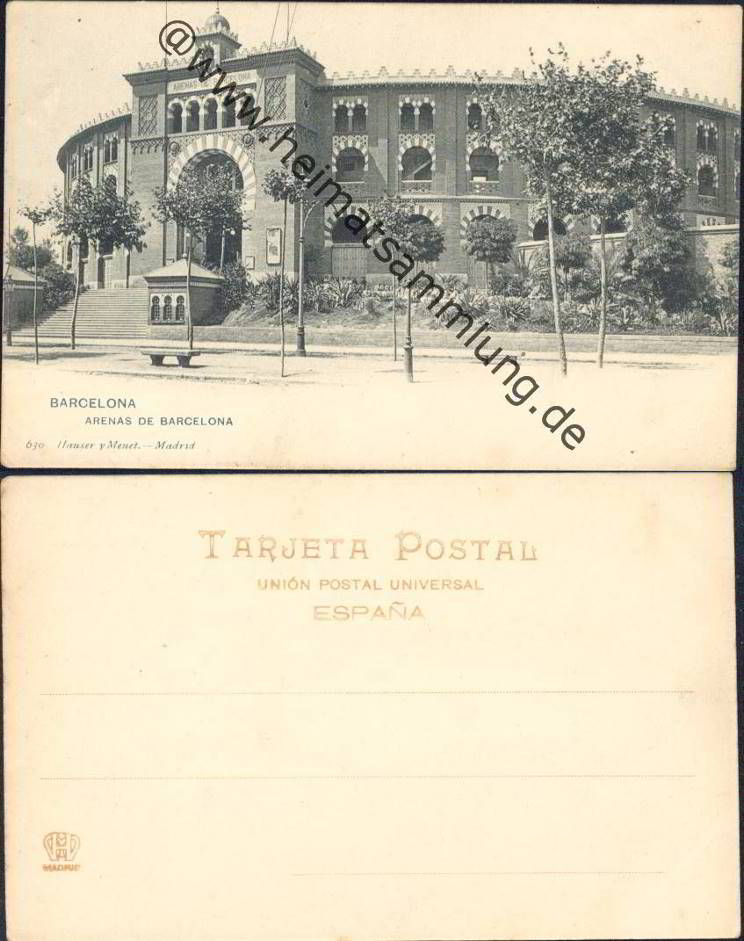 ARENAS DE BARCELONA
@www.heimatsammlung.de
BARCELONA
ARENAS DE BARCELONA
630 Hauser y Menet.—Madrid
TARJETA POSTAL
UNIÓN POSTAL UNIVERSAL
ESPAÑA
MADRID